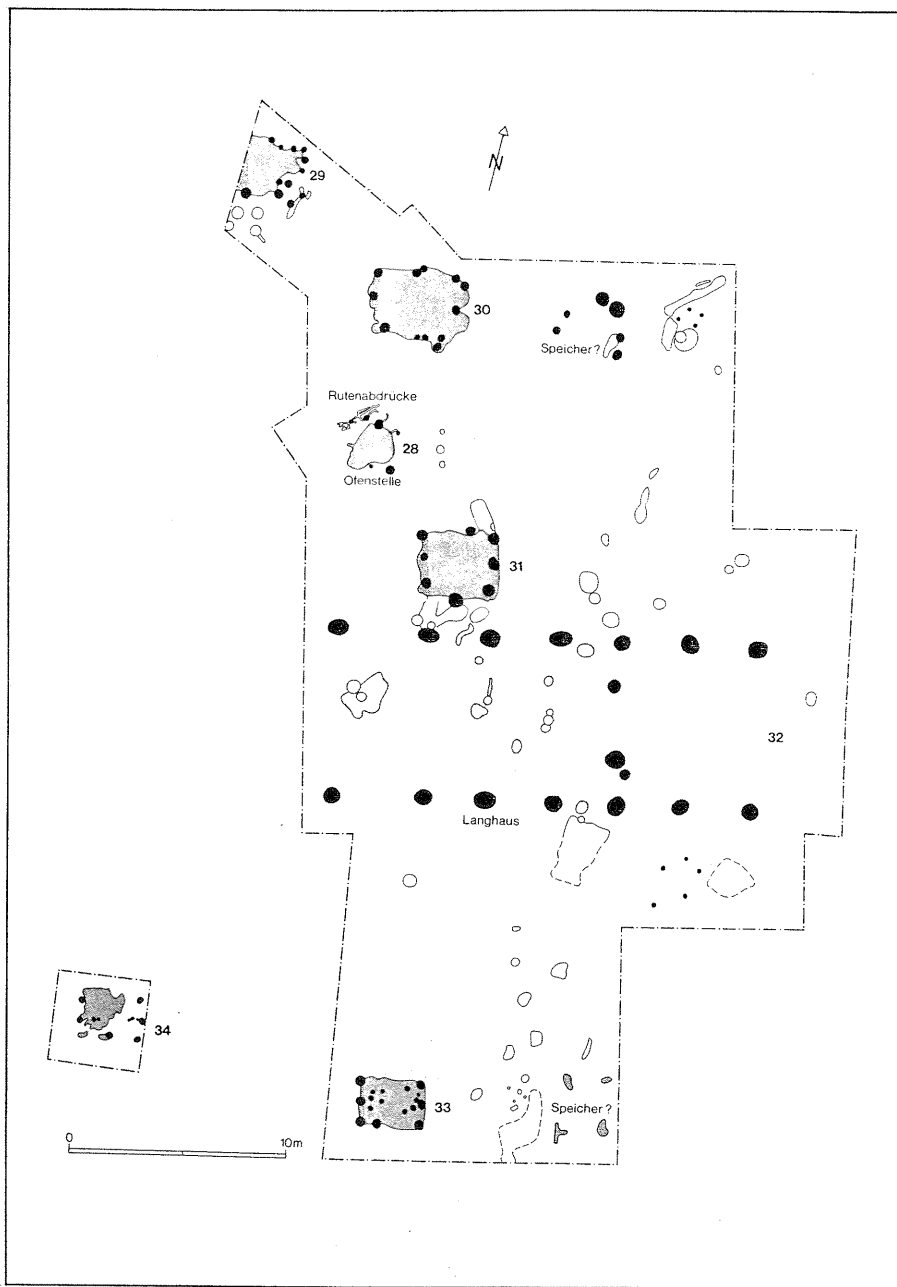 N
29
30
Speicher?
Rutenabdrücke
28
Ofenstelle
31
32
Langhaus
34
33
Speicher?
0
10m